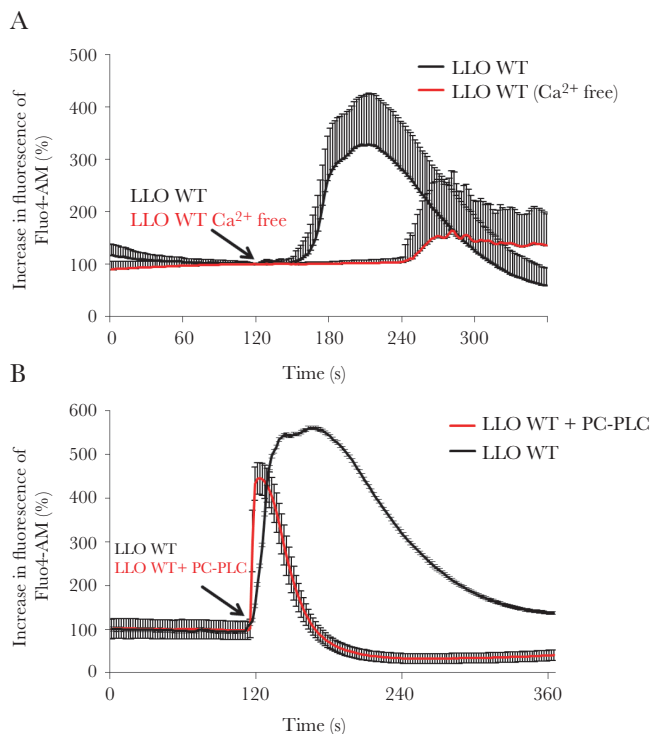 A
Increase in fluorescence of
Fluo4-AM (%)
500
400
300
200
100
0
LLO WT
LLO WT (Ca²⁺ free)
LLO WT
LLO WT Ca²⁺ free
0 60 120 180 240 300
Time (s)
B
Increase in fluorescence of
Fluo4-AM (%)
600
500
400
300
200
100
0
LLO WT + PC-PLC
LLO WT
LLO WT
LLO WT+ PC-PLC
0 120 240 360
Time (s)